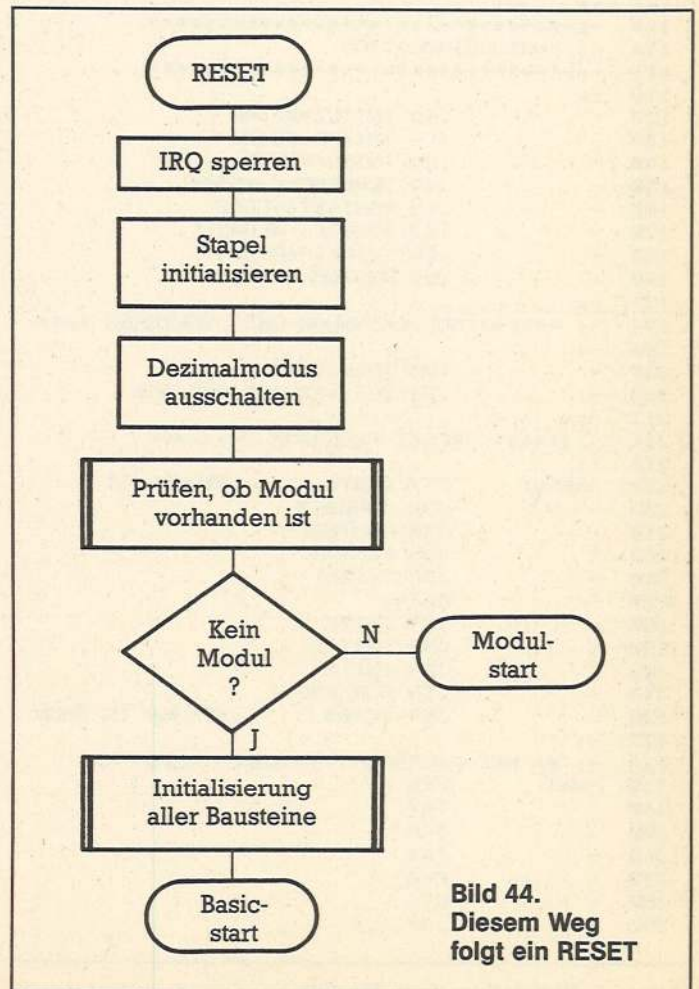 RESET
IRQ sperren
Stapel
initialisieren
Dezimalmodus
ausschalten
Prüfen, ob Modul
vorhanden ist
Kein
Modul
?
N
Modul-
start
J
Initialisierung
aller Bausteine
Basic-
start
Bild 44.
Diesem Weg
folgt ein RESET